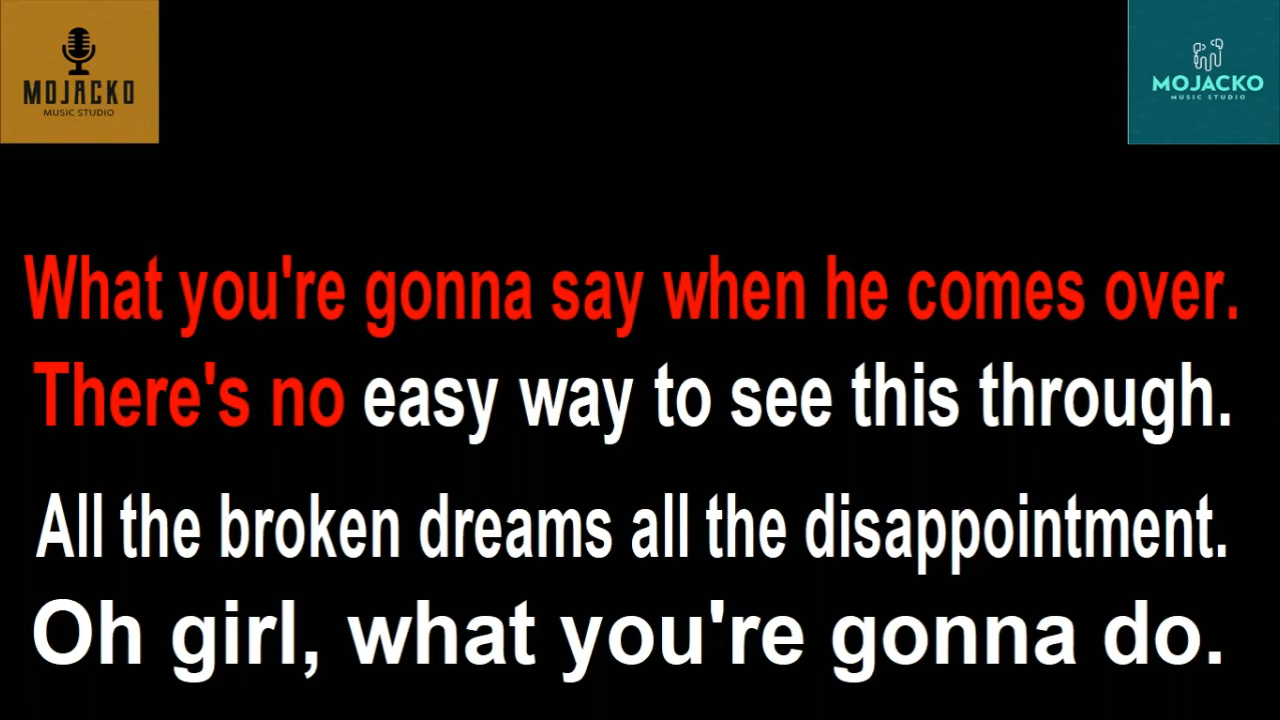 MOJACKO
MUSIC STUDIO
MOJACKO
MUSIC STUDIO
What you're gonna say when he comes over.
There's no easy way to see this through.
All the broken dreams all the disappointment.
Oh girl, what you're gonna do.